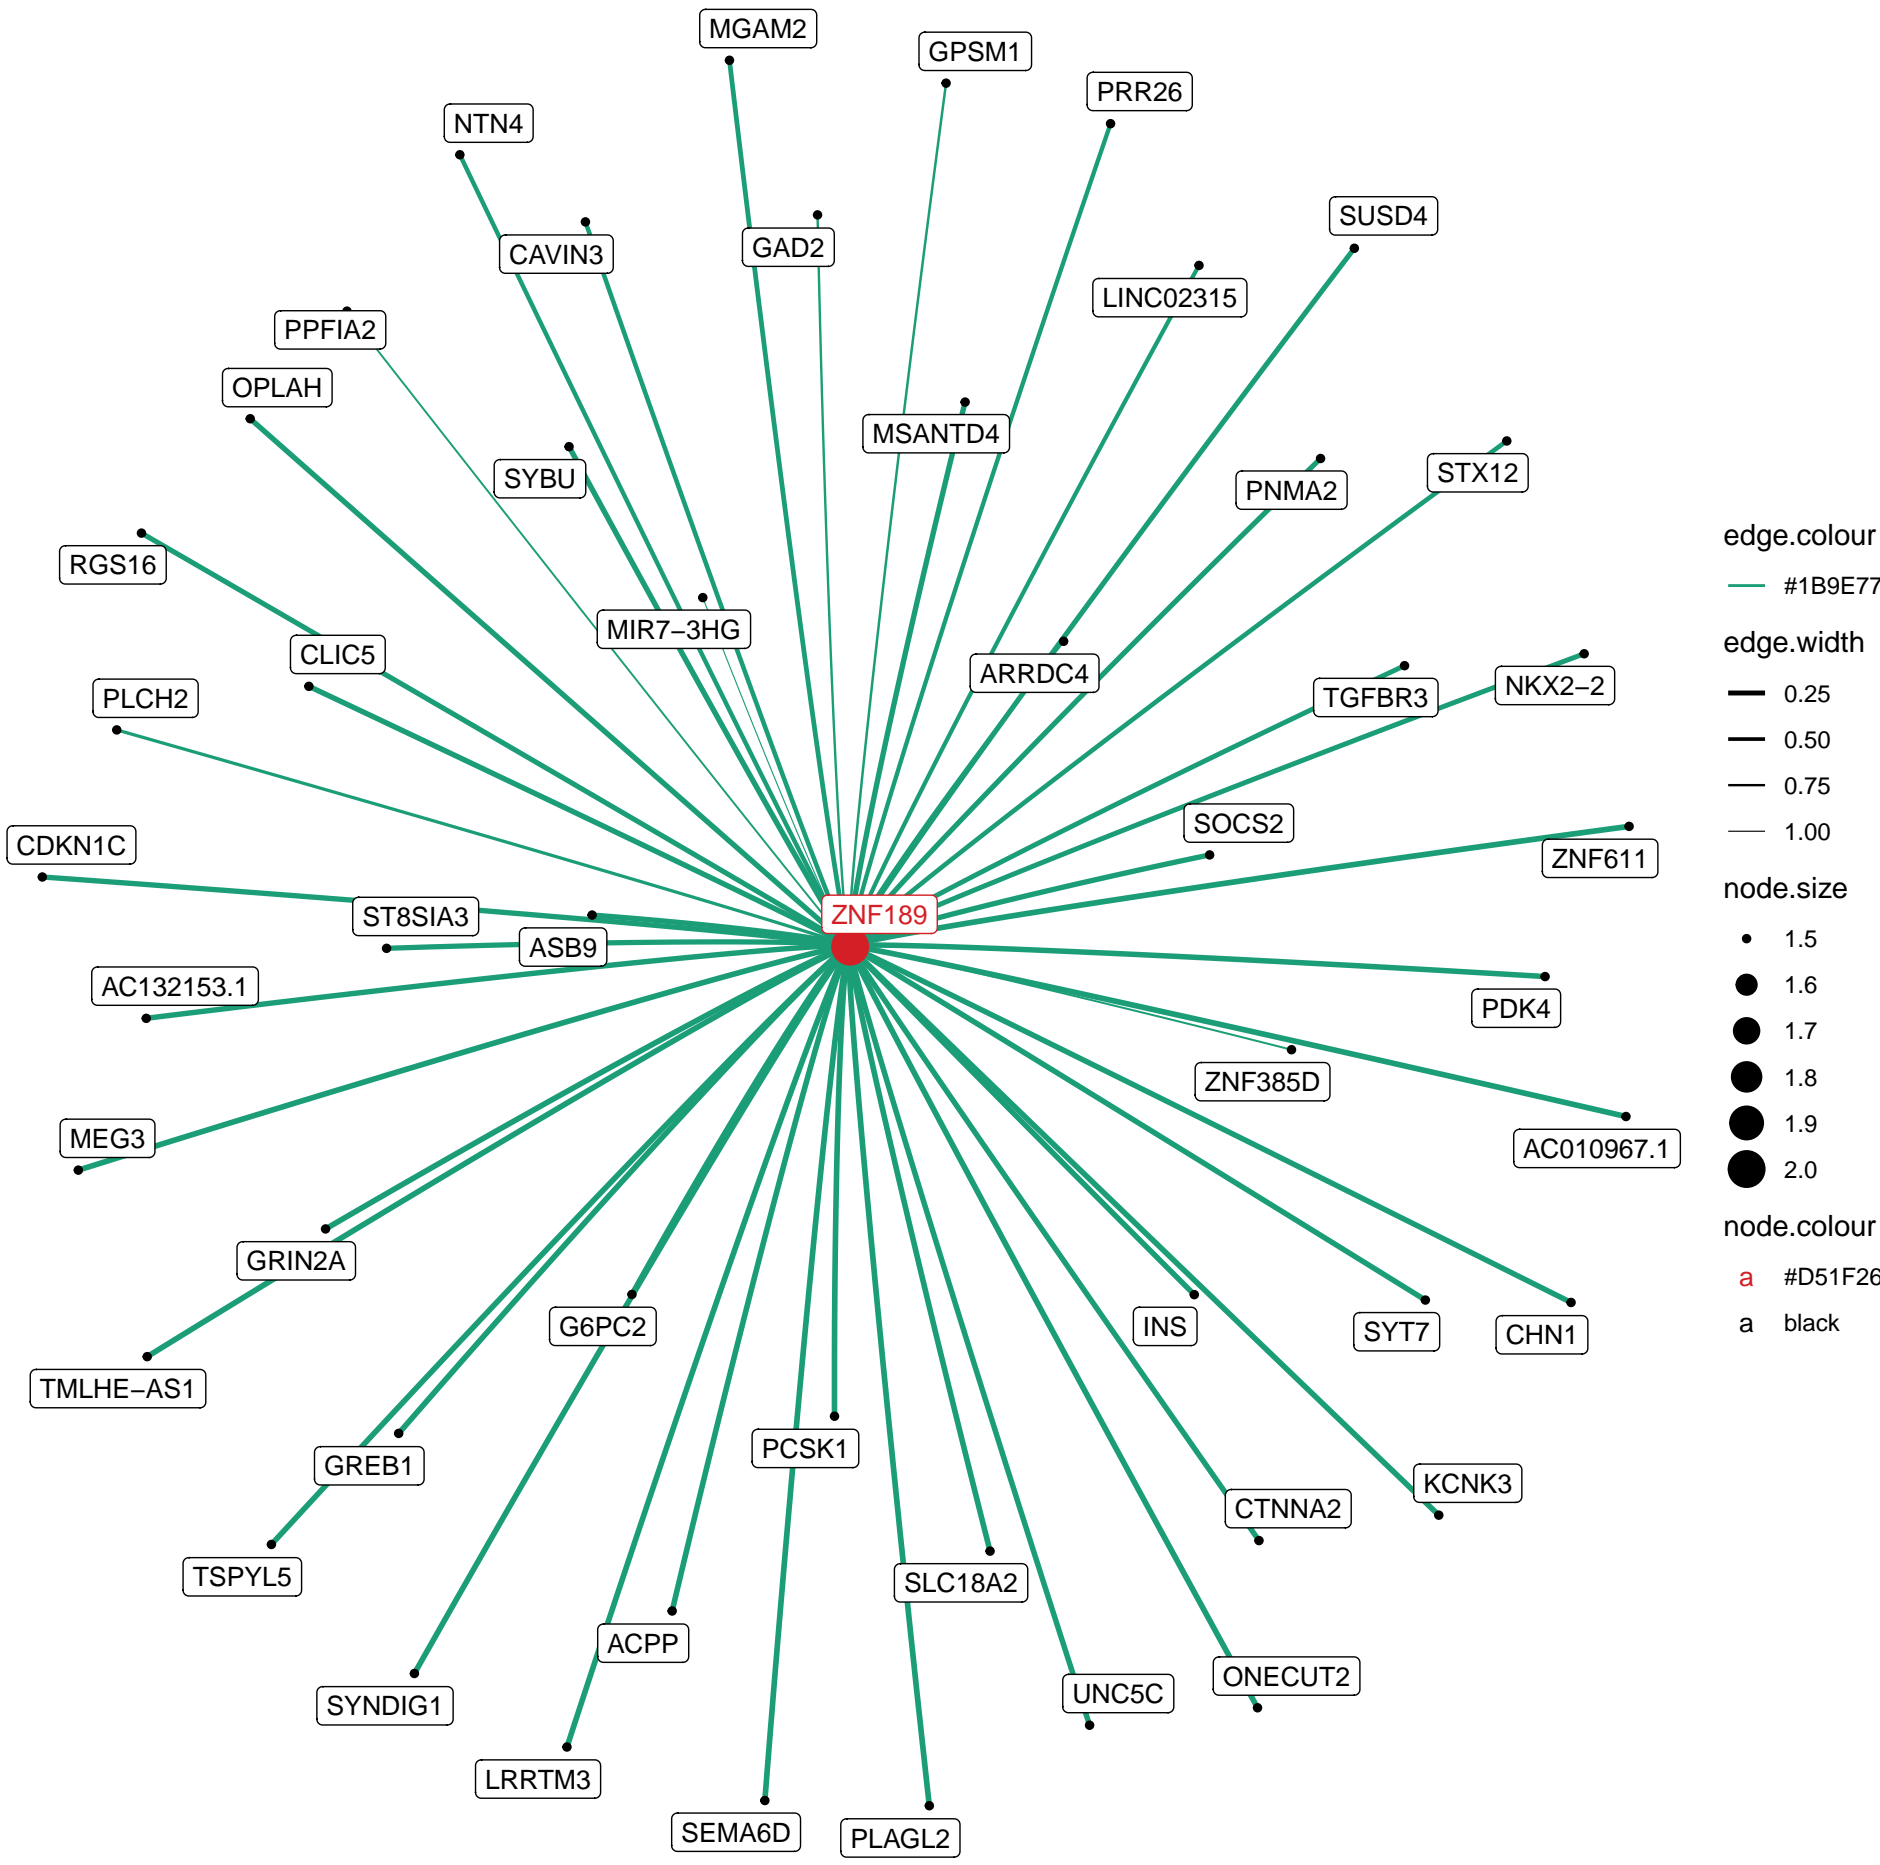 MGAM2
GPSM1
PRR26
NTN4
SUSD4
CAVIN3
GAD2
LINC02315
PPFIA2
OPLAH
MSANTD4
STX12
SYBU
PNMA2
RGS16
MIR7−3HG
CLIC5
ARRDC4
NKX2−2
PLCH2
TGFBR3
SOCS2
CDKN1C
ZNF611
ST8SIA3
ZNF189
ASB9
AC132153.1
PDK4
ZNF385D
MEG3
AC010967.1
GRIN2A
G6PC2
INS
SYT7
CHN1
TMLHE−AS1
PCSK1
GREB1
KCNK3
CTNNA2
TSPYL5
SLC18A2
ACPP
ONECUT2
UNC5C
SYNDIG1
LRRTM3
SEMA6D
PLAGL2
edge.colour
#1B9E77
edge.width
0.25
0.50
0.75
1.00
node.size
1.5
1.6
1.7
1.8
1.9
2.0
node.colour
a #D51F26
a black